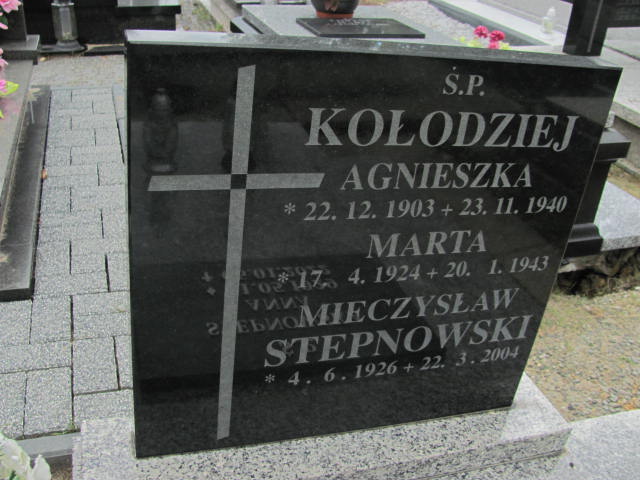 Ś.P.
KOŁODZIEJ
AGNIESZKA
* 22. 12. 1903 + 23. 11. 1940
MARTA
* 17. 4. 1924 + 20. 1. 1943
MIECZYSŁAW
STEPNOWSKI
* 4. 6. 1926 + 22. 3. 2004
ANNA